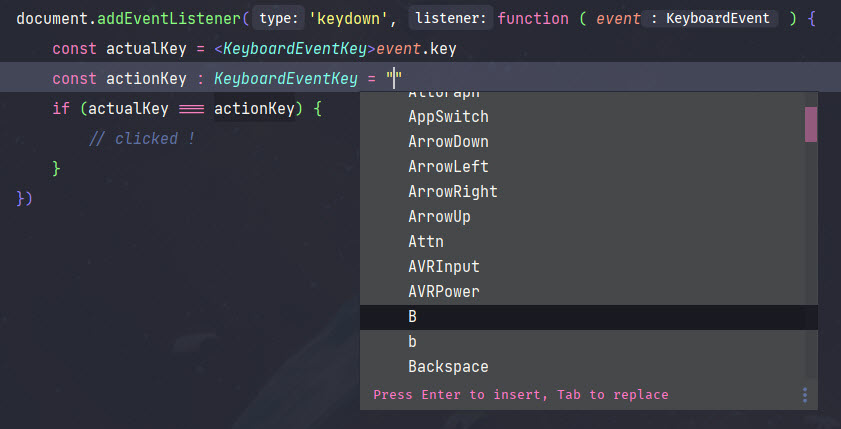 document.addEventListener( type: 'keydown', listener: function ( event : KeyboardEvent ) {
const actualKey = <KeyboardEventKey>event.key
const actionKey : KeyboardEventKey = ""
if (actualKey === actionKey) {
// clicked !
}
})
AppSwitch
ArrowDown
ArrowLeft
ArrowRight
ArrowUp
Attn
AVRInput
AVRPower
B
b
Backspace
Press Enter to insert, Tab to replace